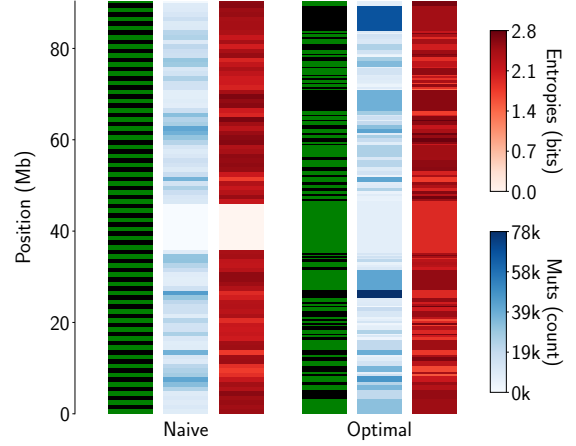 80
60
40
20
0
Position (Mb)
Naive
Optimal
2.8
2.1
1.4
0.7
0.0
Entropies (bits)
78k
58k
39k
19k
0k
Muts (count)